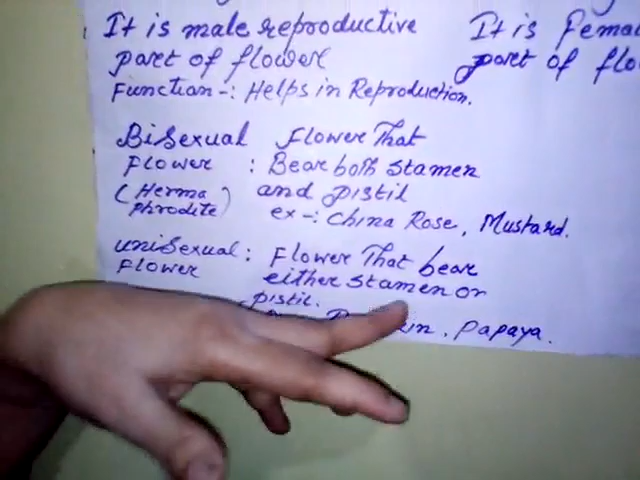 It is male reproductive
part of flower
Function-: Helps in Reproduction.
It is Fema
part of flo
Bisexual Flower That
Flower : Bear both stamen
(Herma and pistil
phrodite) ex-: China Rose, Mustard.
unisexual: Flower That bear
Flower either stamen or
pistil.
Papaya.